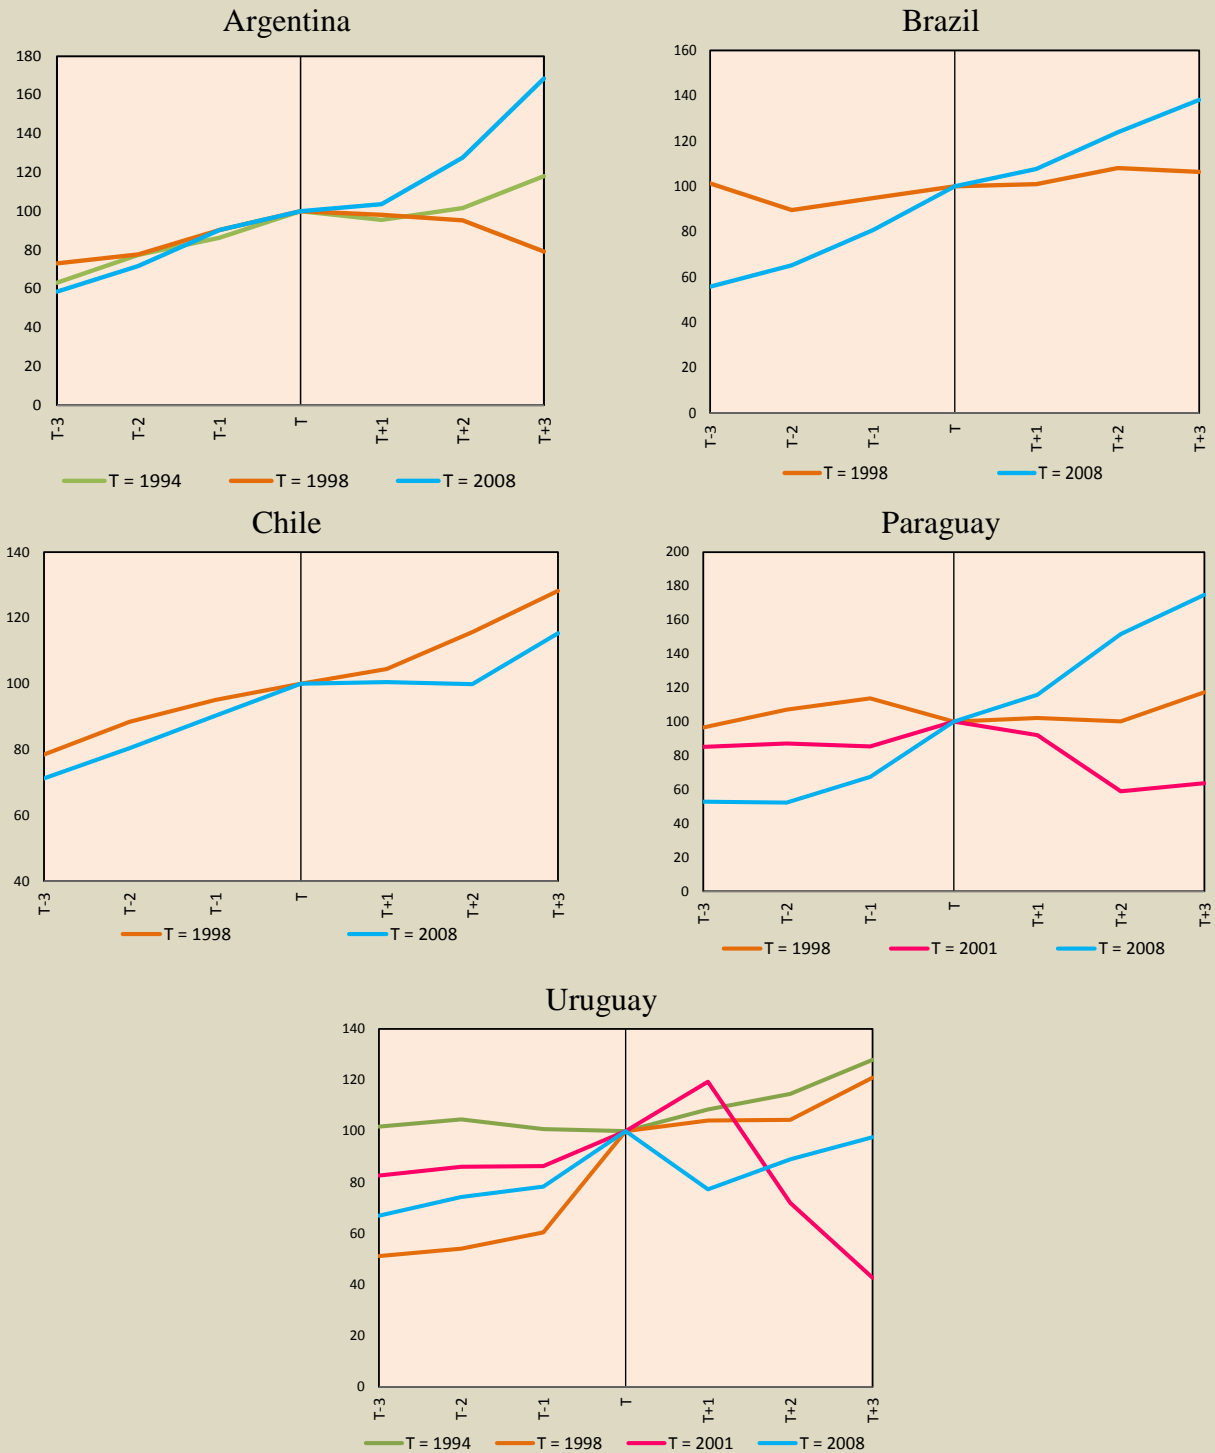 Argentina
180
160
140
120
100
80
60
40
20
0
T-3
T-2
T-1
T
T+1
T+2
T+3
T = 1994
T = 1998
T = 2008
Brazil
160
140
120
100
80
60
40
20
0
T-3
T-2
T-1
T
T+1
T+2
T+3
T = 1998
T = 2008
Chile
140
120
100
80
60
40
T-3
T-2
T-1
T
T+1
T+2
T+3
T = 1998
T = 2008
Paraguay
200
180
160
140
120
100
80
60
40
20
0
T-3
T-2
T-1
T
T+1
T+2
T+3
T = 1998
T = 2001
T = 2008
Uruguay
140
120
100
80
60
40
20
0
T-3
T-2
T-1
T
T+1
T+2
T+3
T = 1994
T = 1998
T = 2001
T = 2008